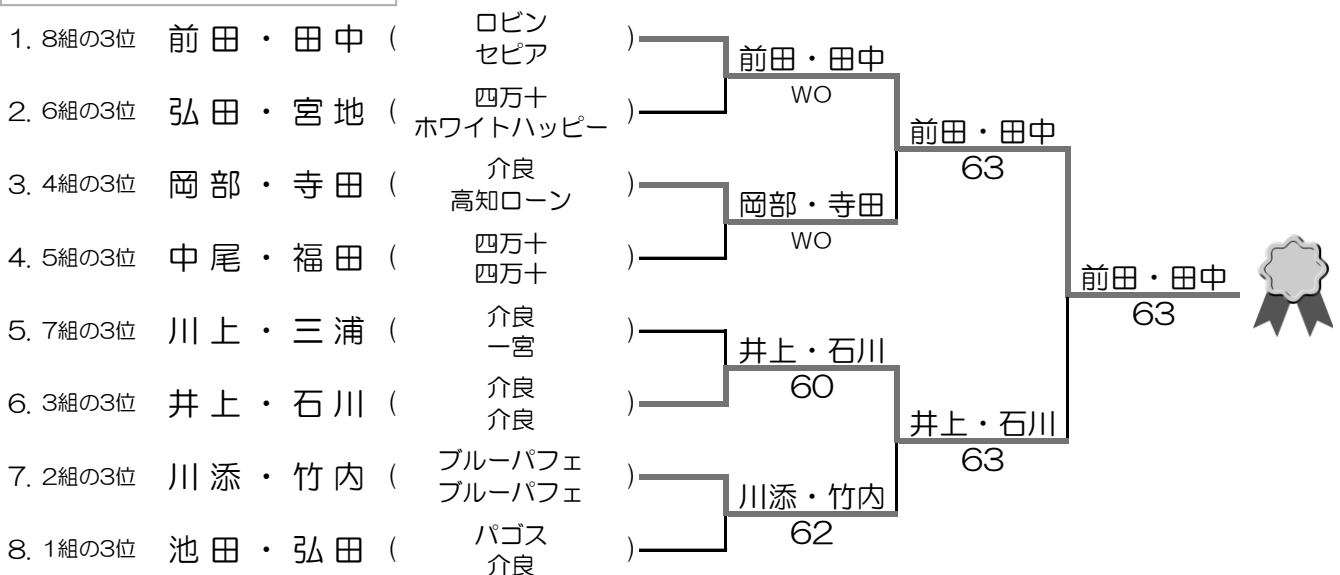 1. 8組の3位 前田・田中 ( ロビン
セピア )
前田・田中
WO
2. 6組の3位 弘田・宮地 ( 四万十
ホワイトハッピー )
前田・田中
63
3. 4組の3位 岡部・寺田 ( 介良
高知ローン )
岡部・寺田
WO
4. 5組の3位 中尾・福田 ( 四万十
四万十 )
前田・田中
63
5. 7組の3位 川上・三浦 ( 介良
一宮 )
井上・石川
60
6. 3組の3位 井上・石川 ( 介良
介良 )
井上・石川
63
7. 2組の3位 川添・竹内 ( ブルーパフェ
ブルーパフェ )
川添・竹内
62
8. 1組の3位 池田・弘田 ( パゴス
介良 )